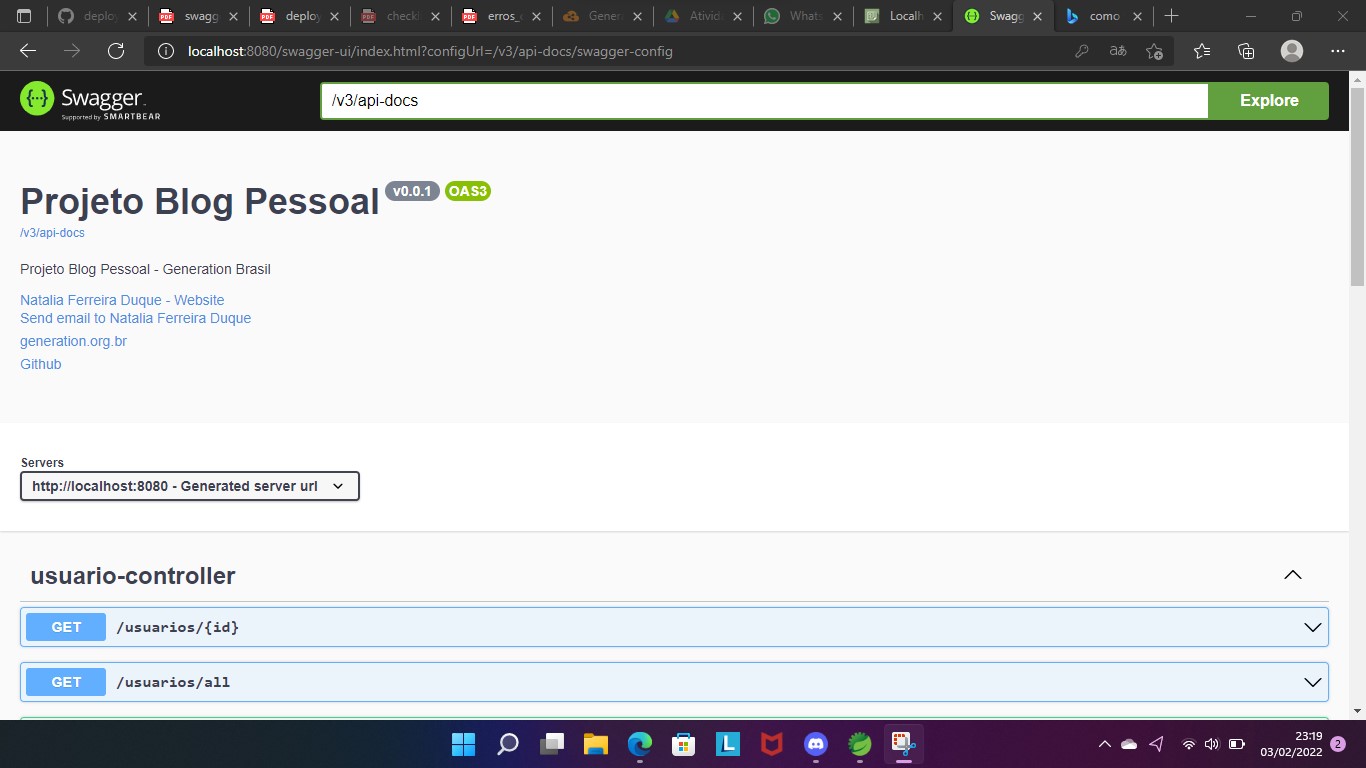 deploy
swagg
deploy
checkl
erros_
Genera
Ativid
Whats
Localh
Swagg
como
localhost:8080/swagger-ui/index.html?configUrl=/v3/api-docs/swagger-config
aあ
Swagger
Supported by SMARTBEAR
/v3/api-docs
Explore
Projeto Blog Pessoal v0.0.1 OAS3
/v3/api-docs
Projeto Blog Pessoal - Generation Brasil
Natalia Ferreira Duque - Website
Send email to Natalia Ferreira Duque
generation.org.br
Github
Servers
http://localhost:8080 - Generated server url
usuario-controller
GET /usuarios/{id}
GET /usuarios/all
23:19
03/02/2022
2